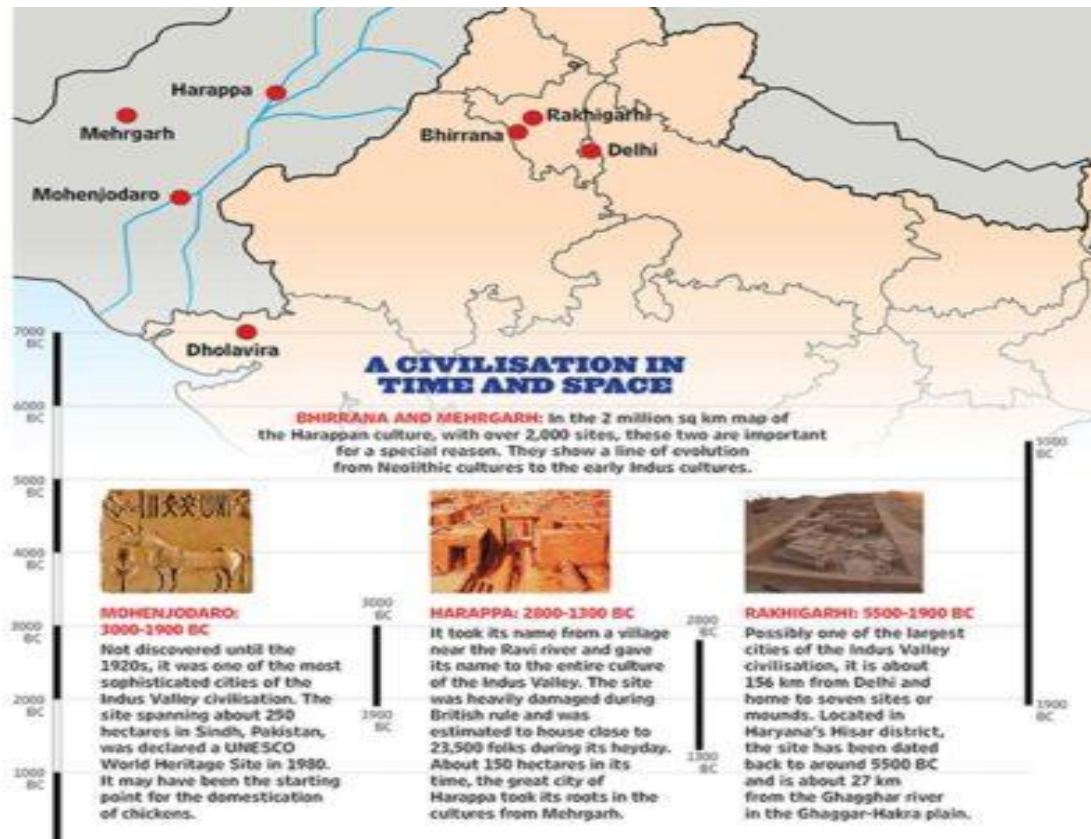 Harappa
Mehrgarh
Rakhigarhi
Bhirrana
Delhi
Mohenjodaro
Dholavira
7000
BC
6000
BC
5000
BC
4000
BC
3000
BC
2000
BC
1000
BC
A CIVILISATION IN
TIME AND SPACE
BHIRRANA AND MEHRGARH: In the 2 million sq km map of
the Harappan culture, with over 2,000 sites, these two are important
for a special reason. They show a line of evolution
from Neolithic cultures to the early Indus cultures.
MOHENJODARO:
3000-1900 BC
Not discovered until the
1920s, it was one of the most
sophisticated cities of the
Indus Valley civilisation. The
site spanning about 250
hectares in Sindh, Pakistan,
was declared a UNESCO
World Heritage Site in 1980.
It may have been the starting
point for the domestication
of chickens.
3000
BC
1900
BC
HARAPPA: 2800-1300 BC
It took its name from a village
near the Ravi river and gave
its name to the entire culture
of the Indus Valley. The site
was heavily damaged during
British rule and was
estimated to house close to
23,500 folks during its heyday.
About 150 hectares in its
time, the great city of
Harappa took its roots in the
cultures from Mehrgarh.
2800
BC
1300
BC
RAKHIGARHI: 5500-1900 BC
Possibly one of the largest
cities of the Indus Valley
civilisation, it is about
156 km from Delhi and
home to seven sites or
mounds. Located in
Haryana's Hisar district,
the site has been dated
back to around 5500 BC
and is about 27 km
from the Ghagghar river
in the Ghaggar-Hakra plain.
5500
BC
1900
BC